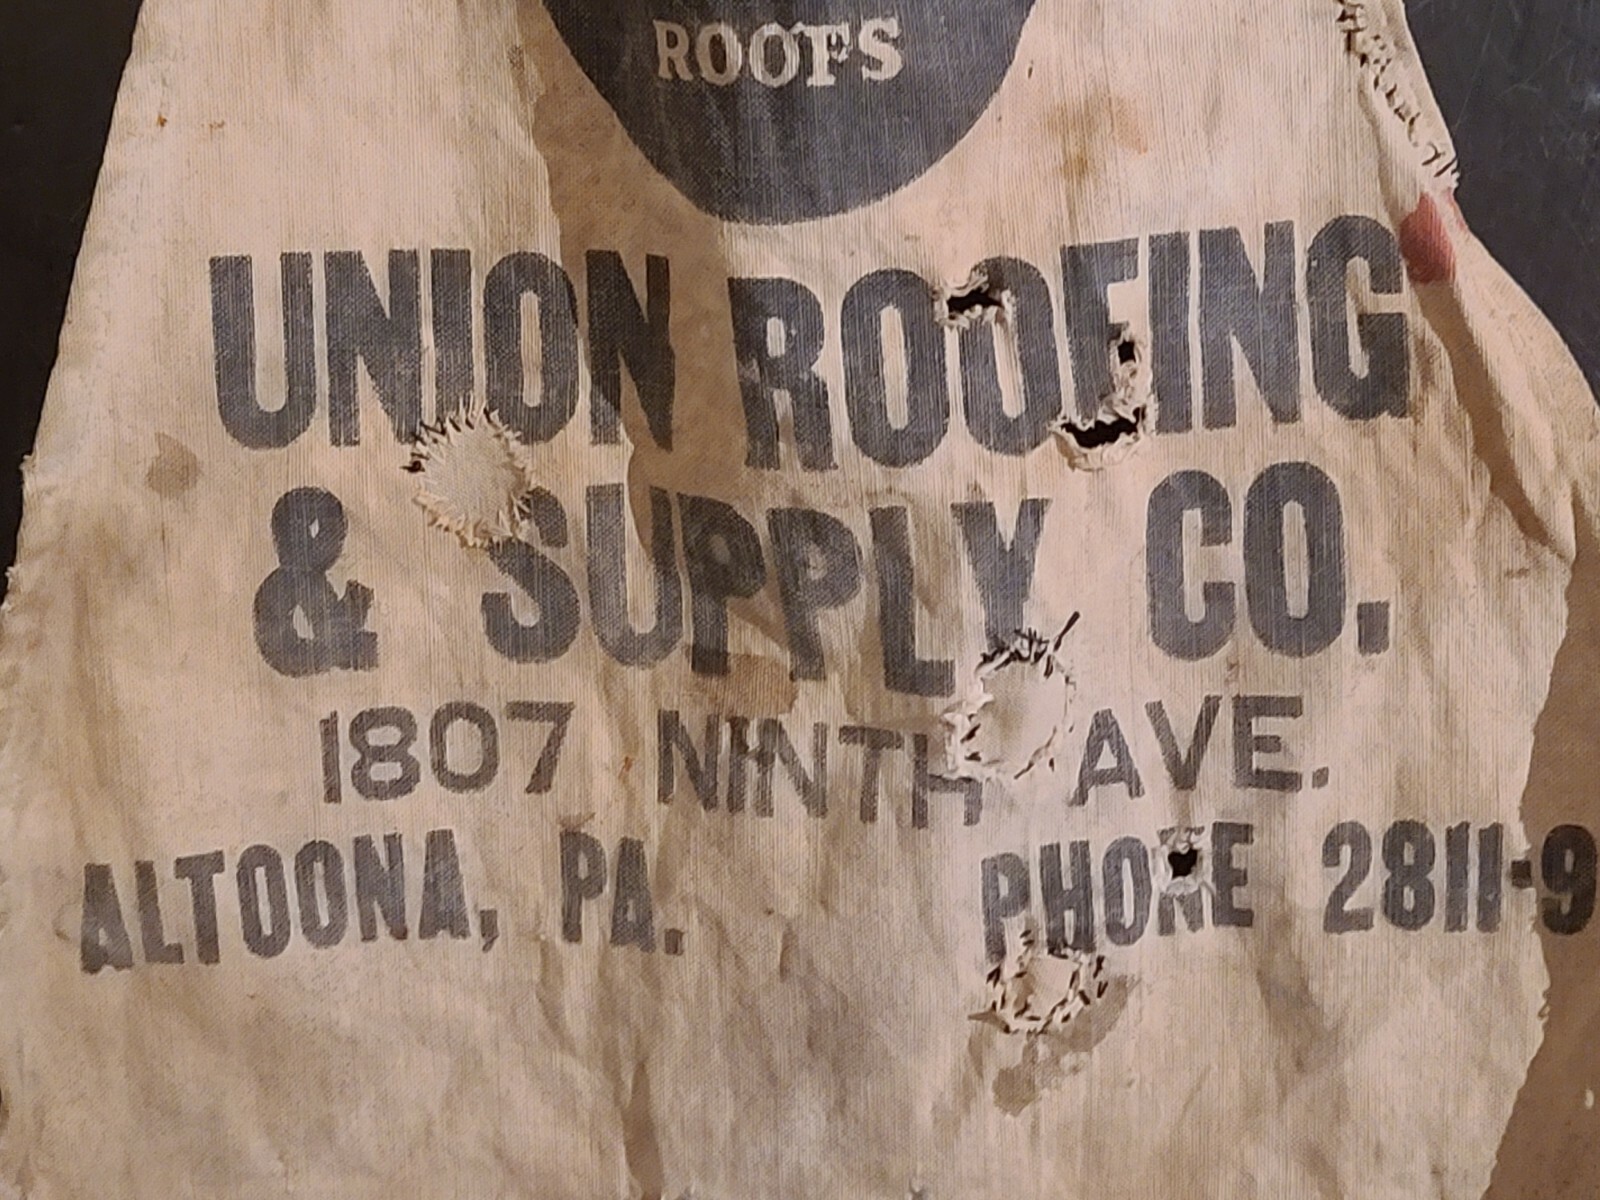 ROOFS
UNION ROOFING
& SUPPLY CO.
1807 NINTH AVE.
ALTOONA, PA. PHONE 2811-9